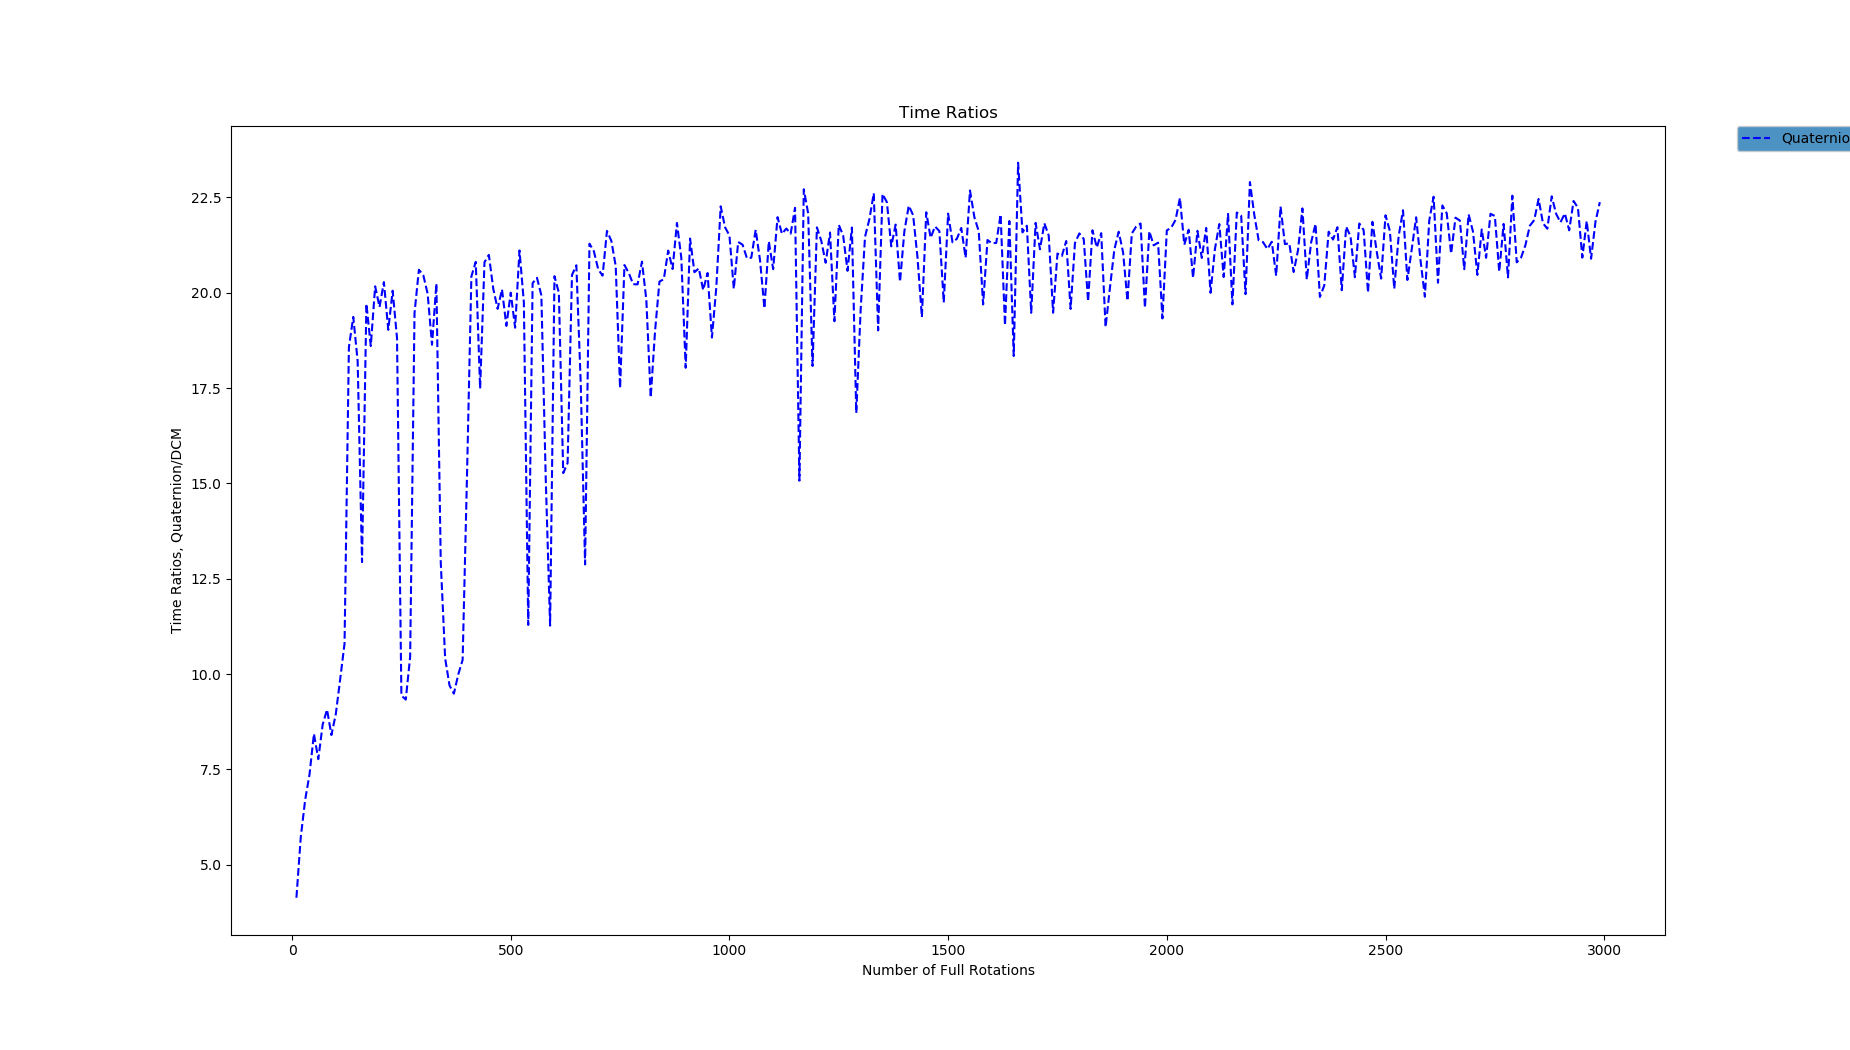 Time Ratios
Quaternio
22.5
20.0
17.5
15.0
12.5
10.0
7.5
5.0
Time Ratios, Quaternion/DCM
0 500 1000 1500 2000 2500 3000
Number of Full Rotations